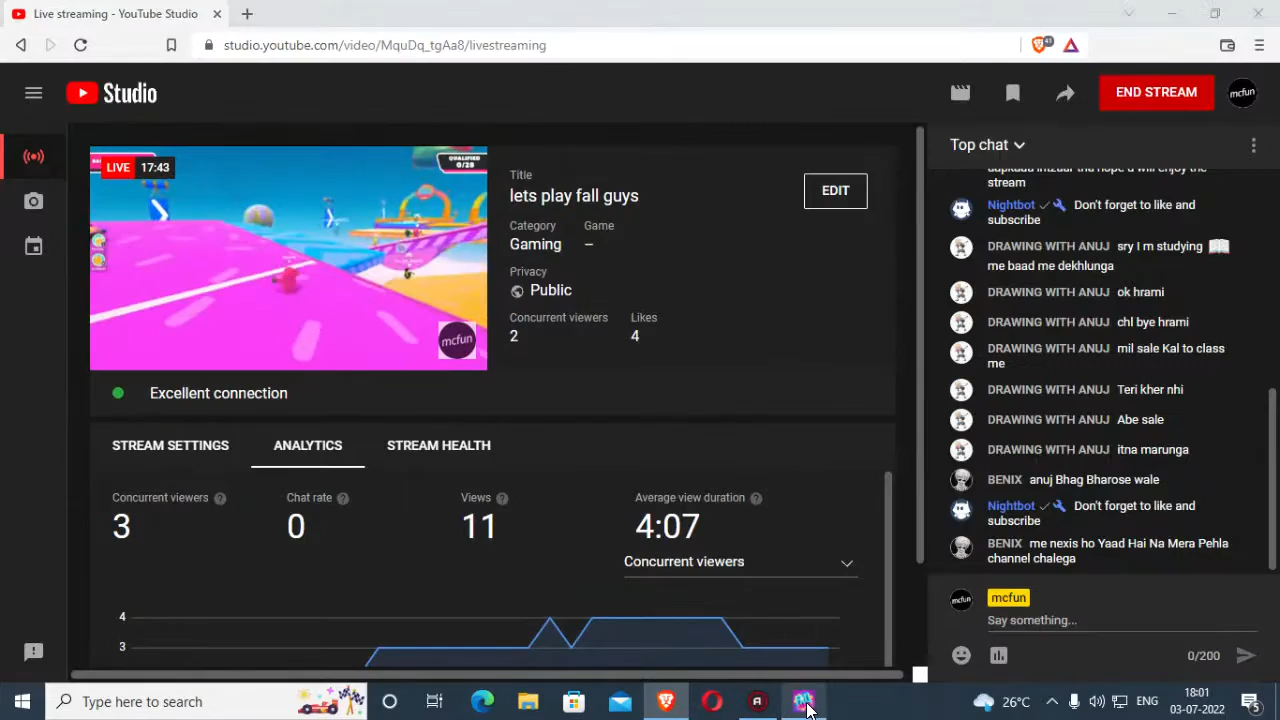 Live streaming - YouTube Studio
studio.youtube.com/video/MquDq_tgAa8/livestreaming
41
Studio
END STREAM
mcfun
LIVE 17:43
QUALIFIED
0/28
mcfun
Title
lets play fall guys
EDIT
Category Game
Gaming –
Privacy
Public
Concurrent viewers Likes
2 4
Excellent connection
STREAM SETTINGS ANALYTICS STREAM HEALTH
Concurrent viewers Chat rate Views Average view duration
3 0 11 4:07
Concurrent viewers
4
3
Top chat
stream
Nightbot Don't forget to like and
subscribe
DRAWING WITH ANUJ sry I m studying
me baad me dekhlunga
DRAWING WITH ANUJ ok hrami
DRAWING WITH ANUJ chl bye hrami
DRAWING WITH ANUJ mil sale Kal to class
me
DRAWING WITH ANUJ Teri kher nhi
DRAWING WITH ANUJ Abe sale
DRAWING WITH ANUJ itna marunga
BENIX anuj Bhag Bharose wale
Nightbot Don't forget to like and
subscribe
BENIX me nexis ho Yaad Hai Na Mera Pehla
channel chalega
mcfun mcfun
Say something...
0/200
Type here to search
26°C
ENG
18:01
03-07-2022
5